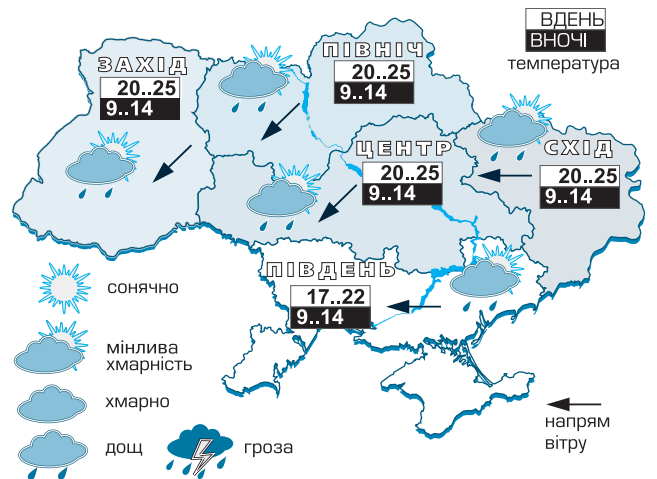 ВДЕНЬ
ВНОЧІ
температура
ЗАХІД
20..25
9..14
ПІВНІЧ
20..25
9..14
ЦЕНТР
20..25
9..14
СХІД
20..25
9..14
ПІВДЕНЬ
17..22
9..14
сонячно
мінлива
хмарність
хмарно
дощ
гроза
напрям
вітру